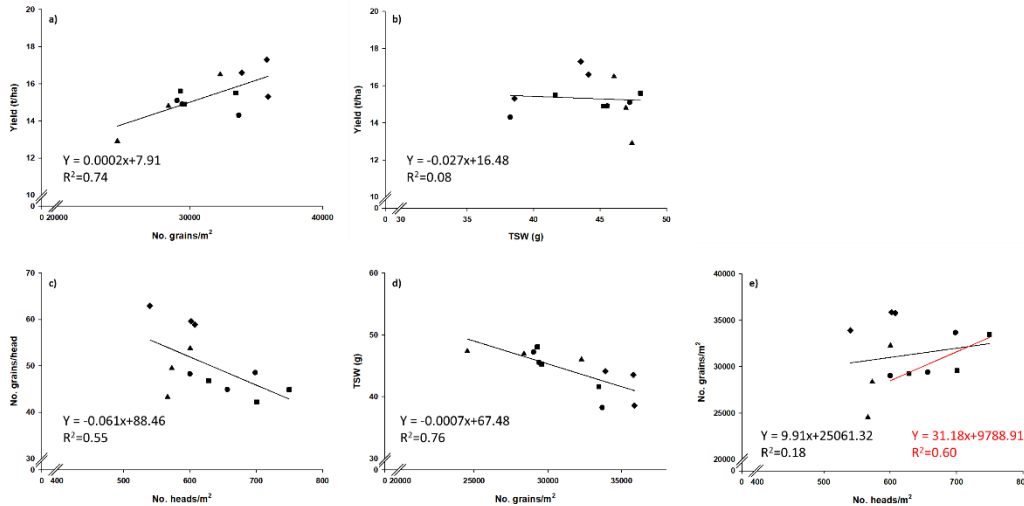 a)
20
18
16
14
12
10
0
Yield (t/ha)
Y = 0.0002x+7.91
R²=0.74
0 20000 30000 40000
No. grains/m²
b)
20
18
16
14
12
10
0
Yield (t/ha)
Y = -0.027x+16.48
R²=0.08
0 30 35 40 45 50
TSW (g)
c)
70
60
50
40
30
0
No. grains/head
Y = -0.061x+88.46
R²=0.55
0 400 500 600 700 800
No. heads/m²
d)
60
50
40
30
0
TSW (g)
Y = -0.0007x+67.48
R²=0.76
0 20000 25000 30000 35000
No. grains/m²
e)
40000
35000
30000
25000
20000
0
No. grains/m²
Y = 9.91x+25061.32
R²=0.18
Y = 31.18x+9788.91
R²=0.60
0 400 500 600 700 800
No. heads/m²